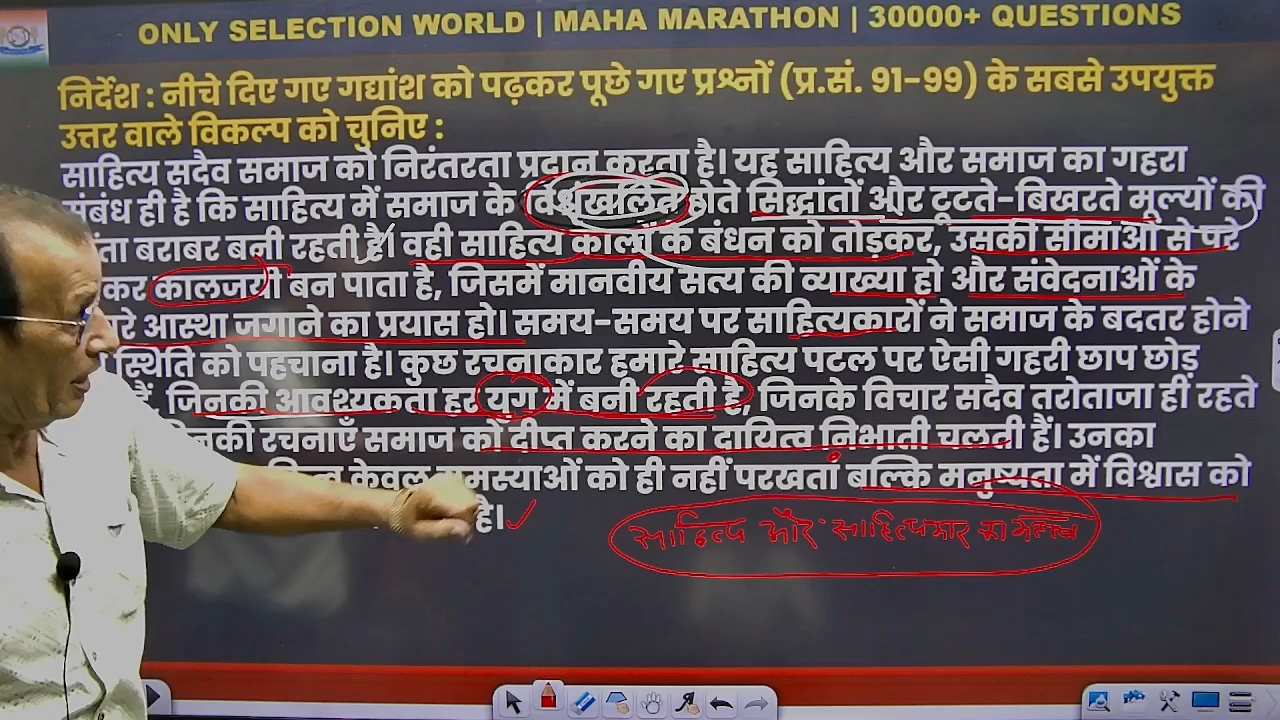 ONLY SELECTION WORLD | MAHA MARATHON | 30000+ QUESTIONS
निर्देश : नीचे दिए गए गद्यांश को पढ़कर पूछे गए प्रश्नों (प्र.सं. 91-99) के सबसे उपयुक्त
उत्तर वाले विकल्प को चुनिए :
साहित्य सदैव समाज को निरंतरता प्रदान करता है। यह साहित्य और समाज का गहरा
संबंध ही है कि साहित्य में समाज के विश्रृंखलित होते सिद्धांतों और टूटते-बिखरते मूल्यों की
बराबर बनी रहती है। वही साहित्य कालों के बंधन को तोड़कर, उसकी सीमाओं से परे
कर कालजयी बन पाता है, जिसमें मानवीय सत्य की व्याख्या हो और संवेदनाओं के
आस्था जगाने का प्रयास हो। समय-समय पर साहित्यकारों ने समाज के बदतर होने
स्थिति को पहचाना है। कुछ रचनाकार हमारे साहित्य पटल पर ऐसी गहरी छाप छोड़
जिनकी आवश्यकता हर युग में बनी रहती है, जिनके विचार सदैव तरोताजा ही रहते
रचनाएँ समाज को दीप्त करने का दायित्व निभाती चलती हैं। उनका
केवल समस्याओं को ही नहीं परखता बल्कि मनुष्यता में विश्वास को
है।
साहित्य और साहित्यकार का महत्त्व